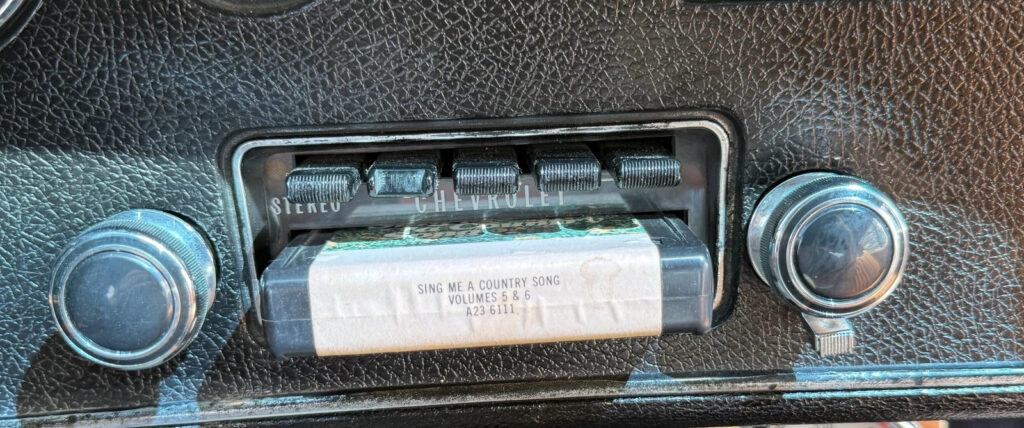 STEREO
CHEVROLET
SING ME A COUNTRY SONG
VOLUMES 5 & 6
A23 6111